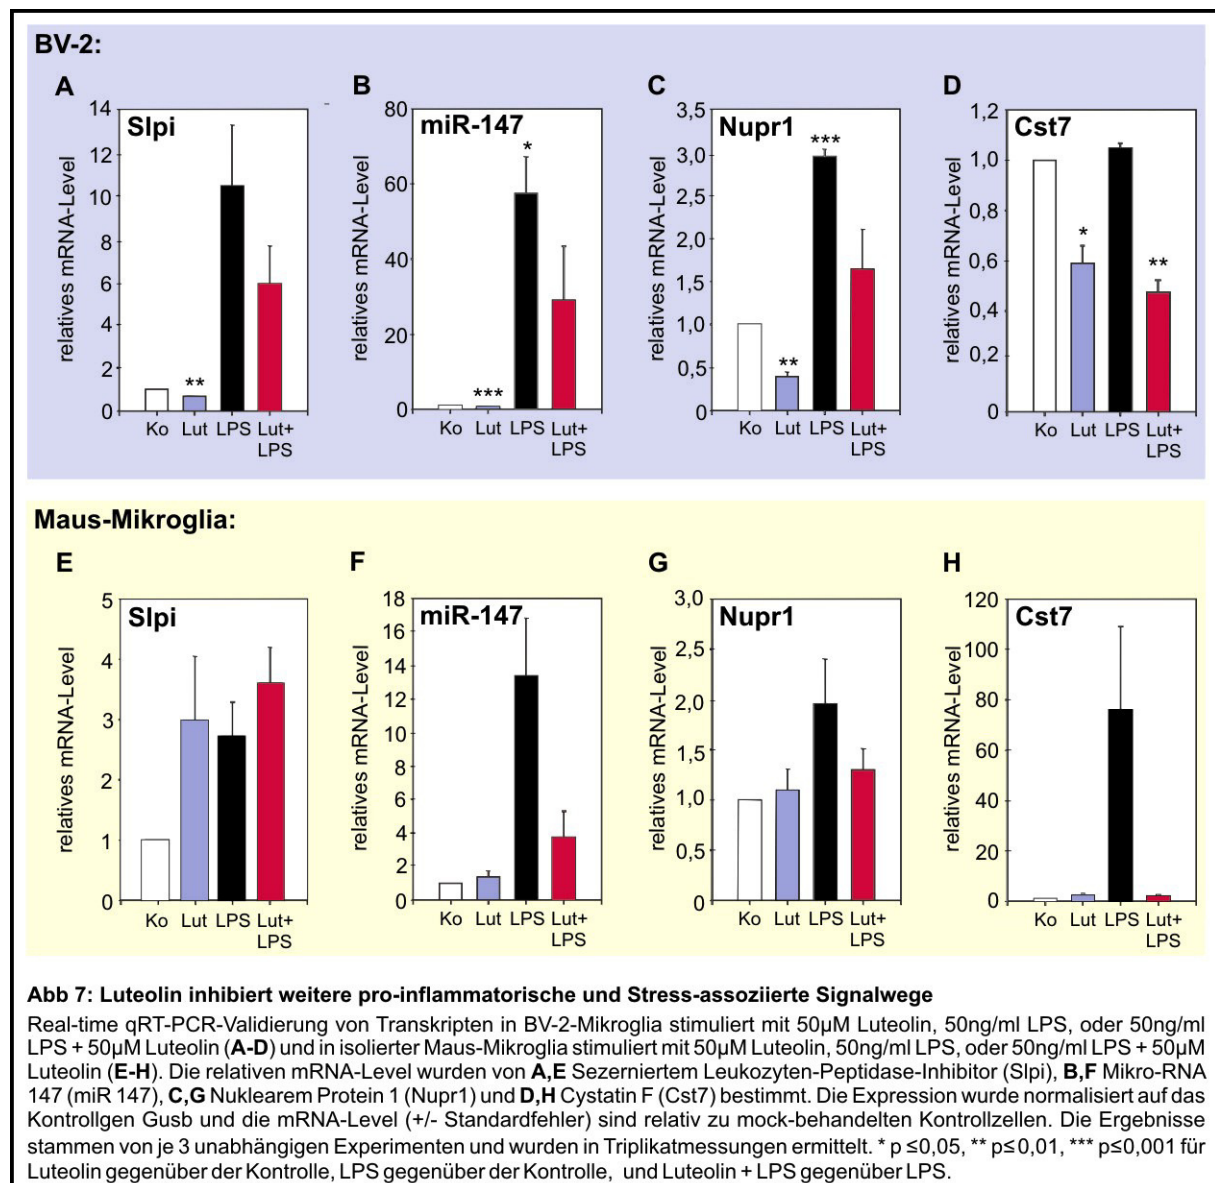 BV-2:
A B C D
Slpi miR-147 Nupr1 Cst7
relatives mRNA-Level
14
12
10
8
6
4
2
0
**
Ko Lut LPS Lut+
LPS
relatives mRNA-Level
80
60
40
20
0
***
*
Ko Lut LPS Lut+
LPS
relatives mRNA-Level
3,5
3,0
2,5
2,0
1,5
1,0
0,5
0
**
***
Ko Lut LPS Lut+
LPS
relatives mRNA-Level
1,2
1,0
0,8
0,6
0,4
0,2
0
*
**
Ko Lut LPS Lut+
LPS
Maus-Mikroglia:
E F G H
Slpi miR-147 Nupr1 Cst7
relatives mRNA-Level
5
4
3
2
1
0
Ko Lut LPS Lut+
LPS
relatives mRNA-Level
18
16
14
12
10
8
6
4
2
0
Ko Lut LPS Lut+
LPS
relatives mRNA-Level
3,0
2,5
2,0
1,5
1,0
0,5
0
Ko Lut LPS Lut+
LPS
relatives mRNA-Level
120
100
80
60
40
20
0
Ko Lut LPS Lut+
LPS
Abb 7: Luteolin inhibiert weitere pro-inflammatorische und Stress-assoziierte Signalwege
Real-time qRT-PCR-Validierung von Transkripten in BV-2-Mikroglia stimuliert mit 50µM Luteolin, 50ng/ml LPS, oder 50ng/ml
LPS + 50µM Luteolin (A-D) und in isolierter Maus-Mikroglia stimuliert mit 50µM Luteolin, 50ng/ml LPS, oder 50ng/ml LPS + 50µM
Luteolin (E-H). Die relativen mRNA-Level wurden von A,E Sezerniertem Leukozyten-Peptidase-Inhibitor (Slpi), B,F Mikro-RNA
147 (miR 147), C,G Nuklearem Protein 1 (Nupr1) und D,H Cystatin F (Cst7) bestimmt. Die Expression wurde normalisiert auf das
Kontrollgen Gusb und die mRNA-Level (+/- Standardfehler) sind relativ zu mock-behandelten Kontrollzellen. Die Ergebnisse
stammen von je 3 unabhängigen Experimenten und wurden in Triplikatmessungen ermittelt. * p ≤0,05, ** p≤0,01, *** p≤0,001 für
Luteolin gegenüber der Kontrolle, LPS gegenüber der Kontrolle, und Luteolin + LPS gegenüber LPS.